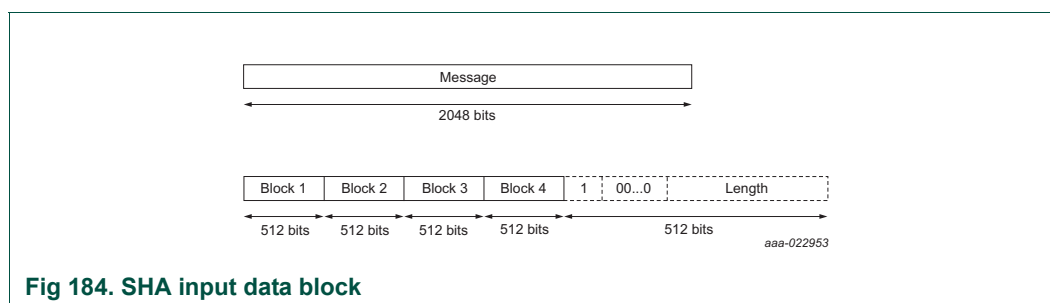 Message
2048 bits
Block 1 Block 2 Block 3 Block 4 1 00...0 Length
512 bits 512 bits 512 bits 512 bits 512 bits
aaa-022953
Fig 184. SHA input data block